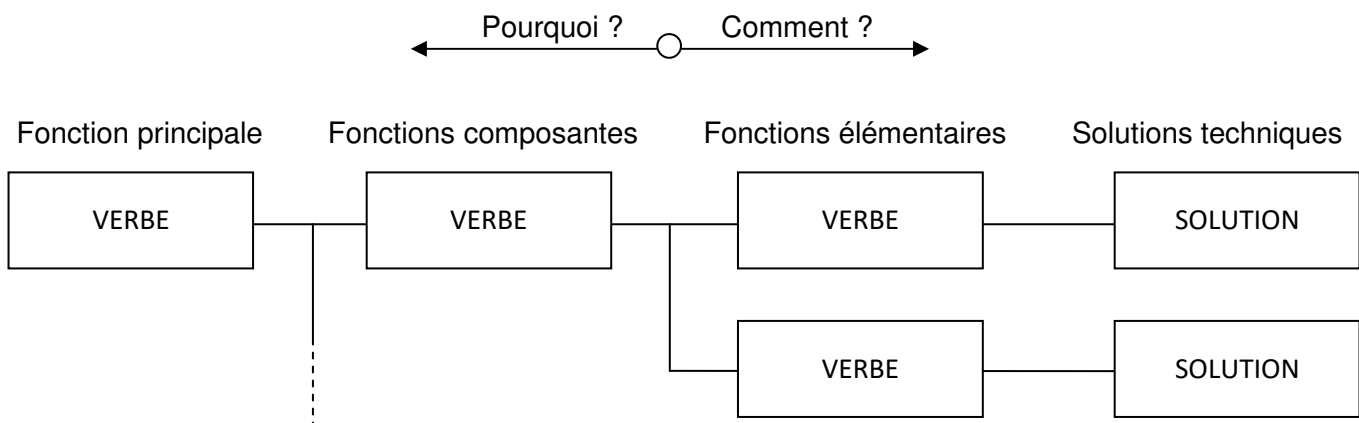 Pourquoi ? Comment ?
Fonction principale Fonctions composantes Fonctions élémentaires Solutions techniques
VERBE VERBE VERBE SOLUTION
VERBE SOLUTION